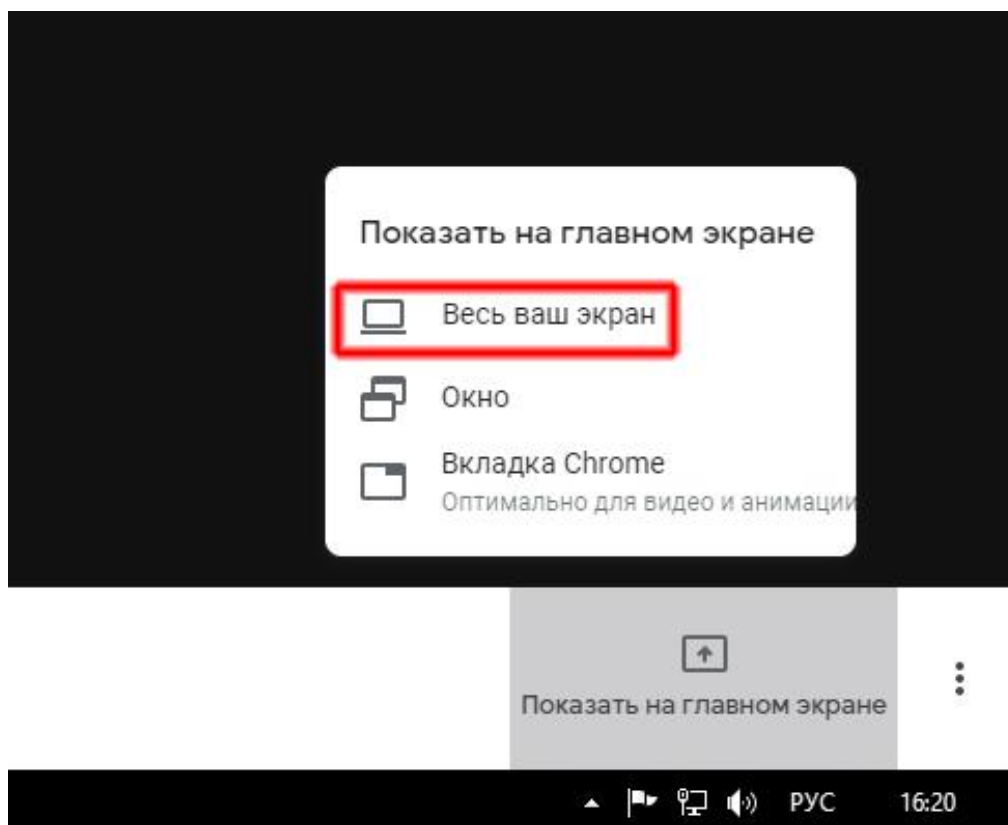 Показать на главном экране
Весь ваш экран
Окно
Вкладка Chrome
Оптимально для видео и анимации
Показать на главном экране
РУС 16:20